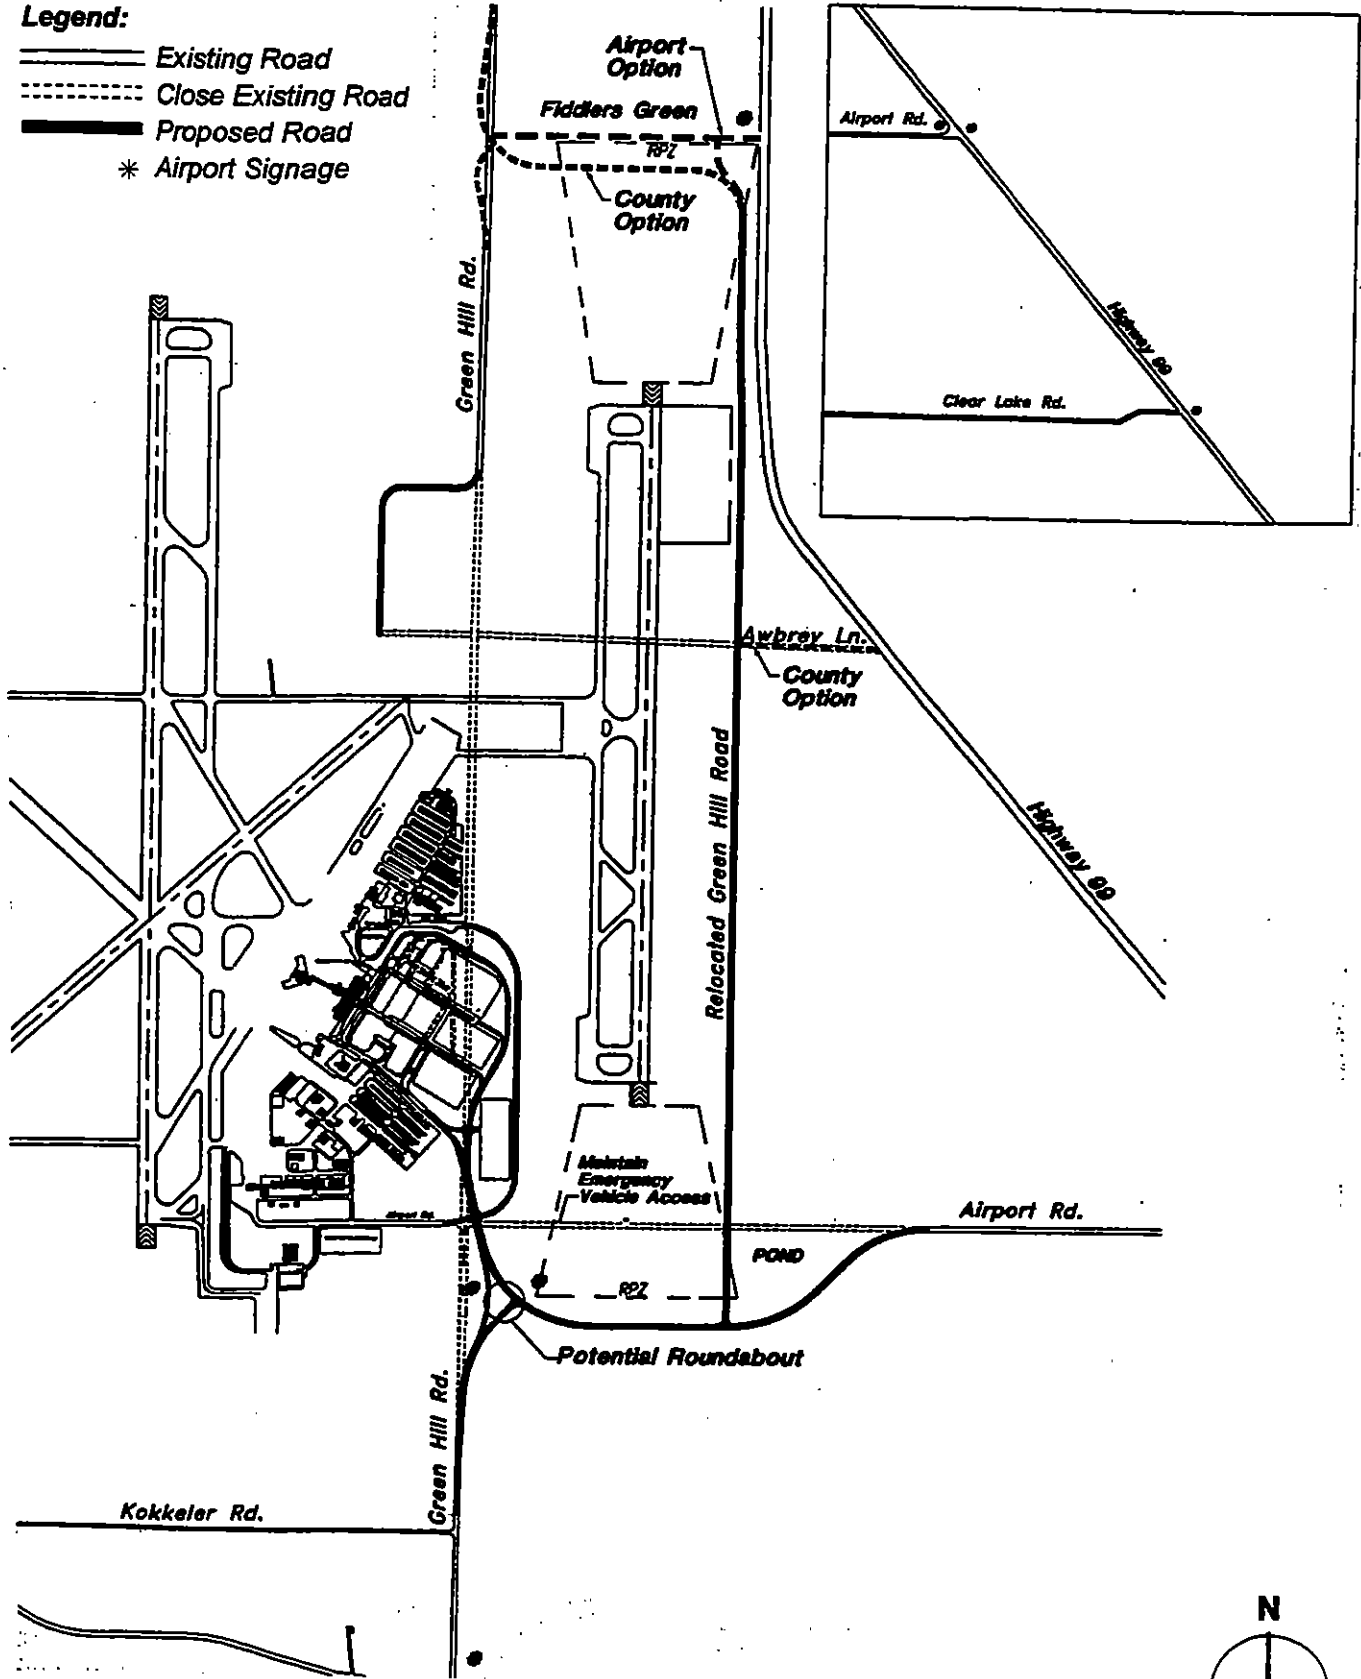 Legend:
Existing Road
Close Existing Road
Proposed Road
* Airport Signage
Airport
Option
Fiddlers Green
RPZ
County
Option
Green Hill Rd.
Airport Rd.
Highway 99
Clear Lake Rd.
Awbrey Ln.
County
Option
Relocated Green Hill Road
Highway 99
Maintain
Emergency
Vehicle Access
Airport Rd.
Airport Rd.
POND
RPZ
Potential Roundabout
Green Hill Rd.
Kokkeler Rd.
N